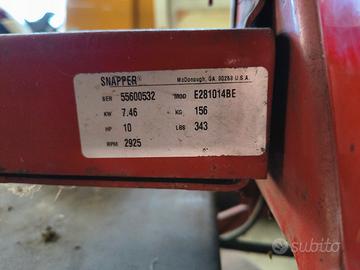 SNAPPER® McDonough, GA. 30253 U.S.A.
SER 55600532 MOD E281014BE
KW 7.46 KG 156
HP 10 LBS 343
RPM 2925
subito